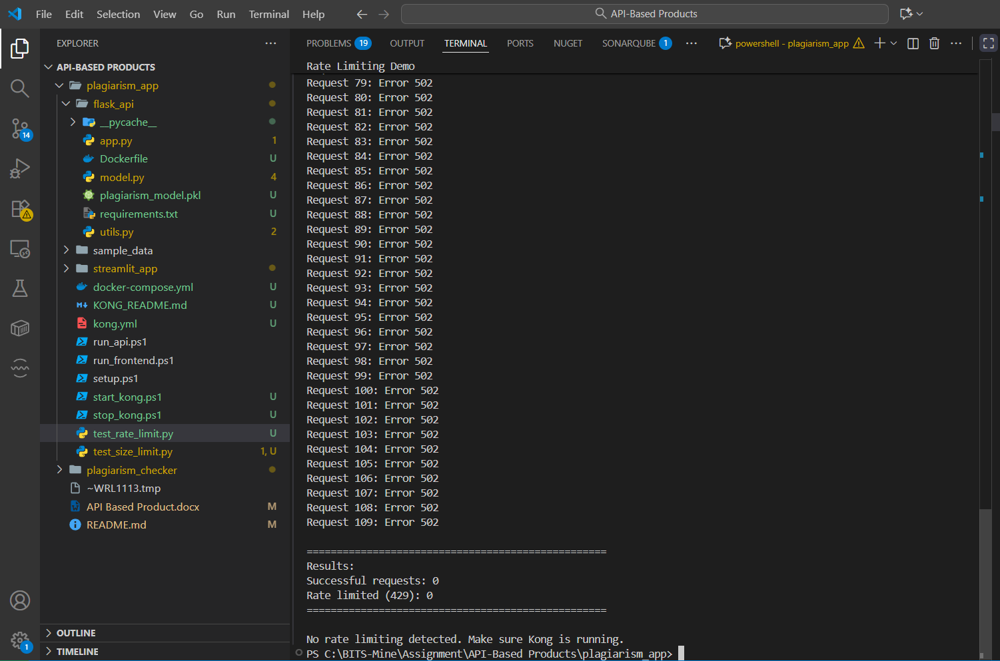 File Edit Selection View Go Run Terminal Help
API-Based Products
EXPLORER
PROBLEMS 19 OUTPUT TERMINAL PORTS NUGET SONARQUBE 1
powershell - plagiarism_app
API-BASED PRODUCTS
plagiarism_app
flask_api
__pycache__
app.py 1
Dockerfile U
model.py 4
plagiarism_model.pkl U
requirements.txt U
utils.py 2
sample_data
streamlit_app
docker-compose.yml U
KONG_README.md U
kong.yml U
run_api.ps1
run_frontend.ps1
setup.ps1
start_kong.ps1 U
stop_kong.ps1 U
test_rate_limit.py U
test_size_limit.py 1, U
plagiarism_checker
~WRL1113.tmp
API Based Product.docx M
README.md M
OUTLINE
TIMELINE
14
1
Rate Limiting Demo
Request 79: Error 502
Request 80: Error 502
Request 81: Error 502
Request 82: Error 502
Request 83: Error 502
Request 84: Error 502
Request 85: Error 502
Request 86: Error 502
Request 87: Error 502
Request 88: Error 502
Request 89: Error 502
Request 90: Error 502
Request 91: Error 502
Request 92: Error 502
Request 93: Error 502
Request 94: Error 502
Request 95: Error 502
Request 96: Error 502
Request 97: Error 502
Request 98: Error 502
Request 99: Error 502
Request 100: Error 502
Request 101: Error 502
Request 102: Error 502
Request 103: Error 502
Request 104: Error 502
Request 105: Error 502
Request 106: Error 502
Request 107: Error 502
Request 108: Error 502
Request 109: Error 502
==================================================
Results:
Successful requests: 0
Rate limited (429): 0
==================================================
No rate limiting detected. Make sure Kong is running.
PS C:\BITS-Mine\Assignment\API-Based Products\plagiarism_app>